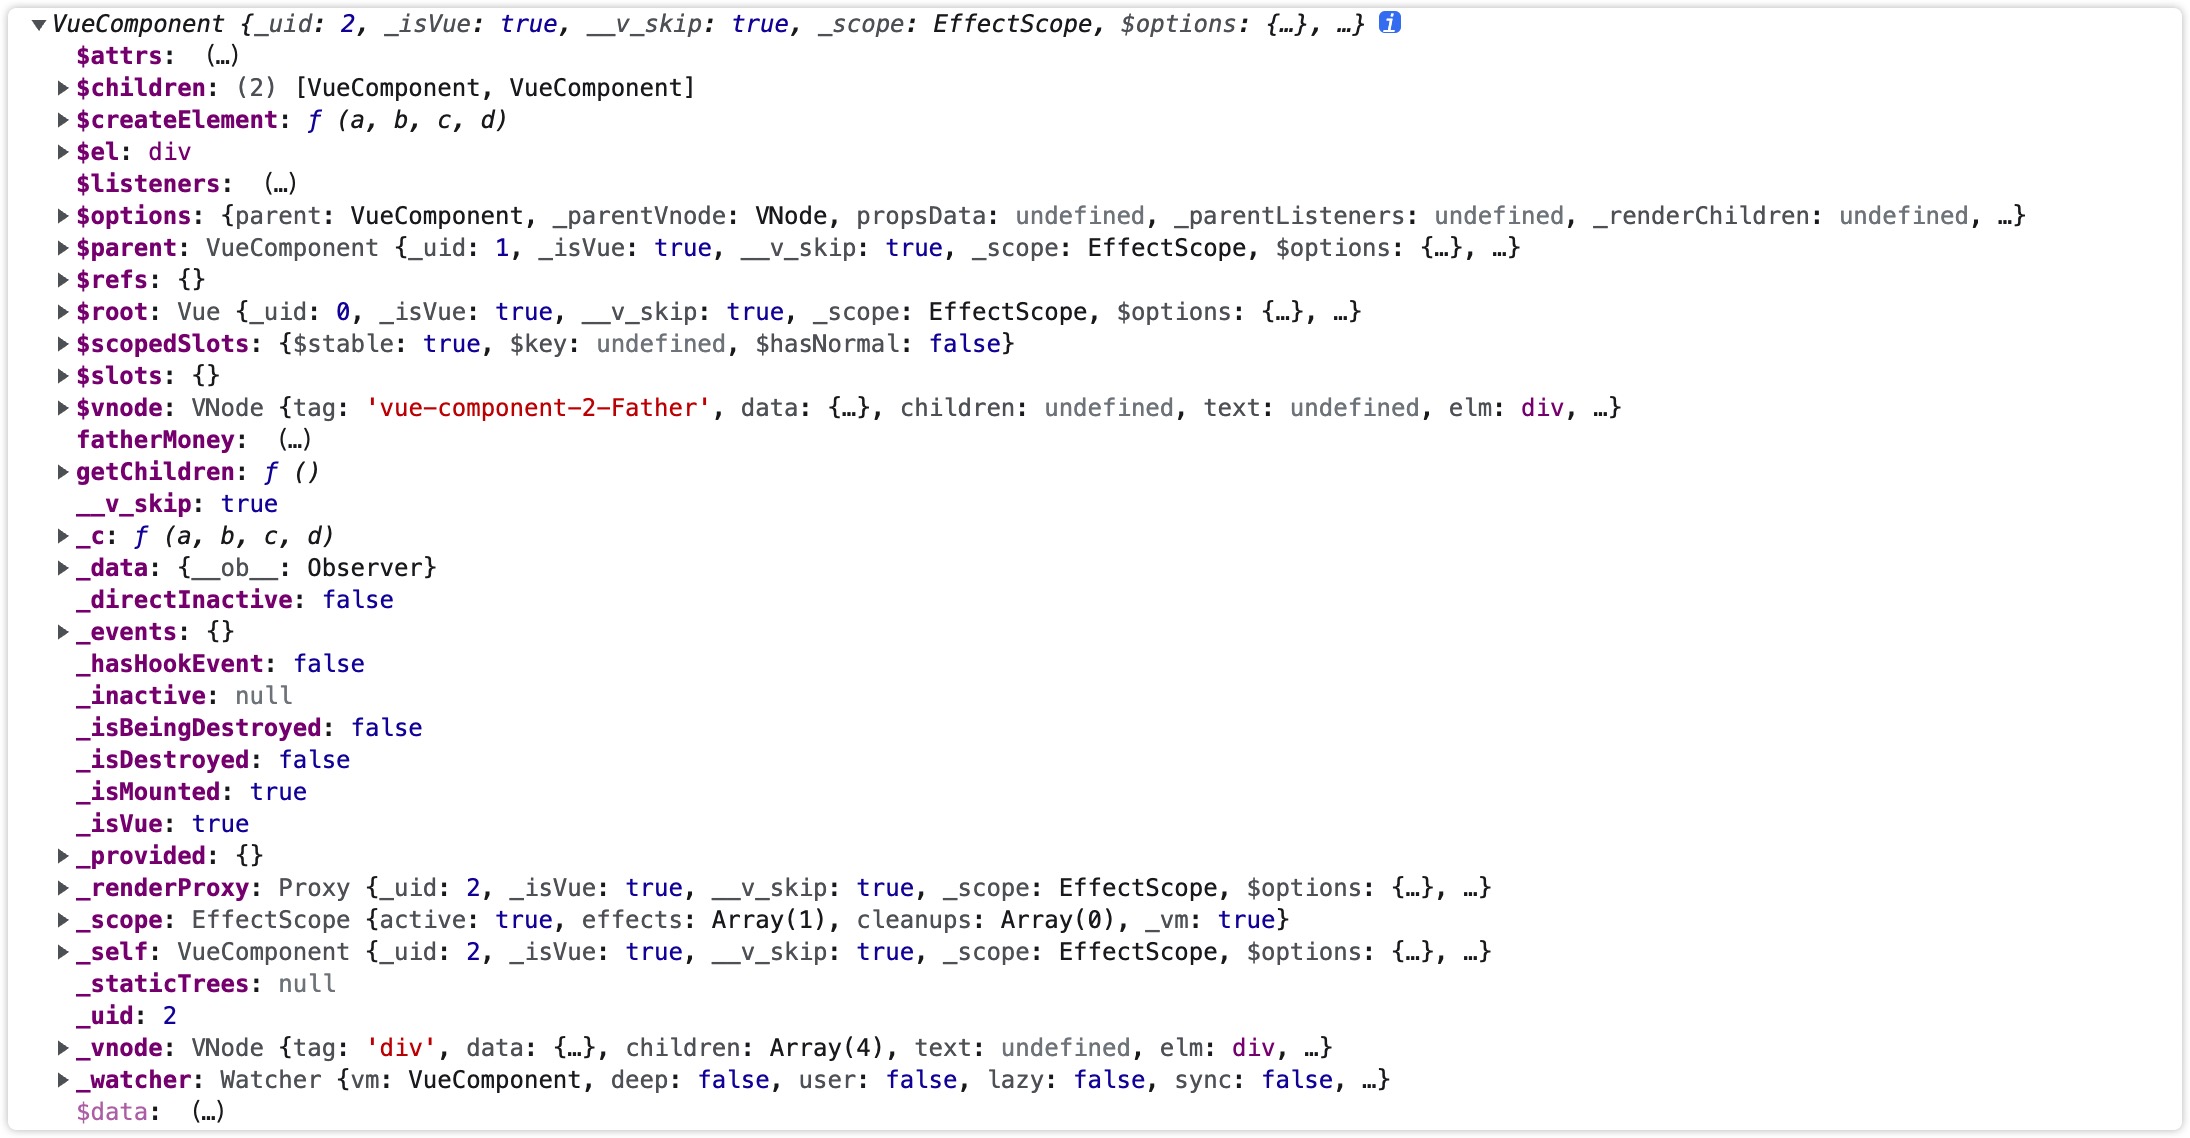 ▼VueComponent {_uid: 2, _isVue: true, __v_skip: true, _scope: EffectScope, $options: {…}, …} i
$attrs: (…)
▶$children: (2) [VueComponent, VueComponent]
▶$createElement: ƒ (a, b, c, d)
▶$el: div
$listeners: (…)
▶$options: {parent: VueComponent, _parentVnode: VNode, propsData: undefined, _parentListeners: undefined, _renderChildren: undefined, …}
▶$parent: VueComponent {_uid: 1, _isVue: true, __v_skip: true, _scope: EffectScope, $options: {…}, …}
▶$refs: {}
▶$root: Vue {_uid: 0, _isVue: true, __v_skip: true, _scope: EffectScope, $options: {…}, …}
▶$scopedSlots: {$stable: true, $key: undefined, $hasNormal: false}
▶$slots: {}
▶$vnode: VNode {tag: 'vue-component-2-Father', data: {…}, children: undefined, text: undefined, elm: div, …}
fatherMoney: (…)
▶getChildren: ƒ ()
__v_skip: true
▶_c: ƒ (a, b, c, d)
▶_data: {__ob__: Observer}
_directInactive: false
▶_events: {}
_hasHookEvent: false
_inactive: null
_isBeingDestroyed: false
_isDestroyed: false
_isMounted: true
_isVue: true
▶_provided: {}
▶_renderProxy: Proxy {_uid: 2, _isVue: true, __v_skip: true, _scope: EffectScope, $options: {…}, …}
▶_scope: EffectScope {active: true, effects: Array(1), cleanups: Array(0), _vm: true}
▶_self: VueComponent {_uid: 2, _isVue: true, __v_skip: true, _scope: EffectScope, $options: {…}, …}
_staticTrees: null
_uid: 2
▶_vnode: VNode {tag: 'div', data: {…}, children: Array(4), text: undefined, elm: div, …}
▶_watcher: Watcher {vm: VueComponent, deep: false, user: false, lazy: false, sync: false, …}
$data: (…)